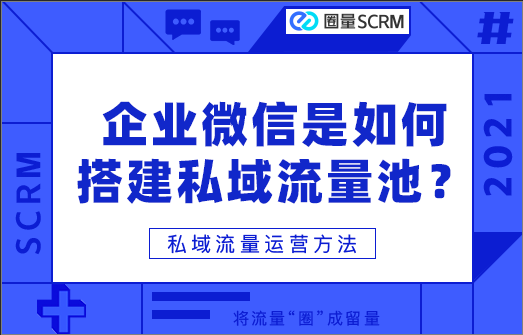 圈量SCRM
#
企业微信是如何
搭建私域流量池？
私域流量运营方法
SCRM
2021
将流量“圈”成留量